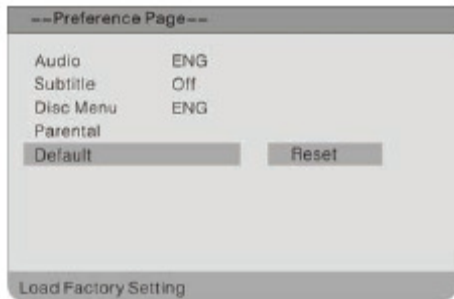 --Preference Page--
Audio ENG
Subtitle Off
Disc Menu ENG
Parental
Default Reset
Load Factory Setting